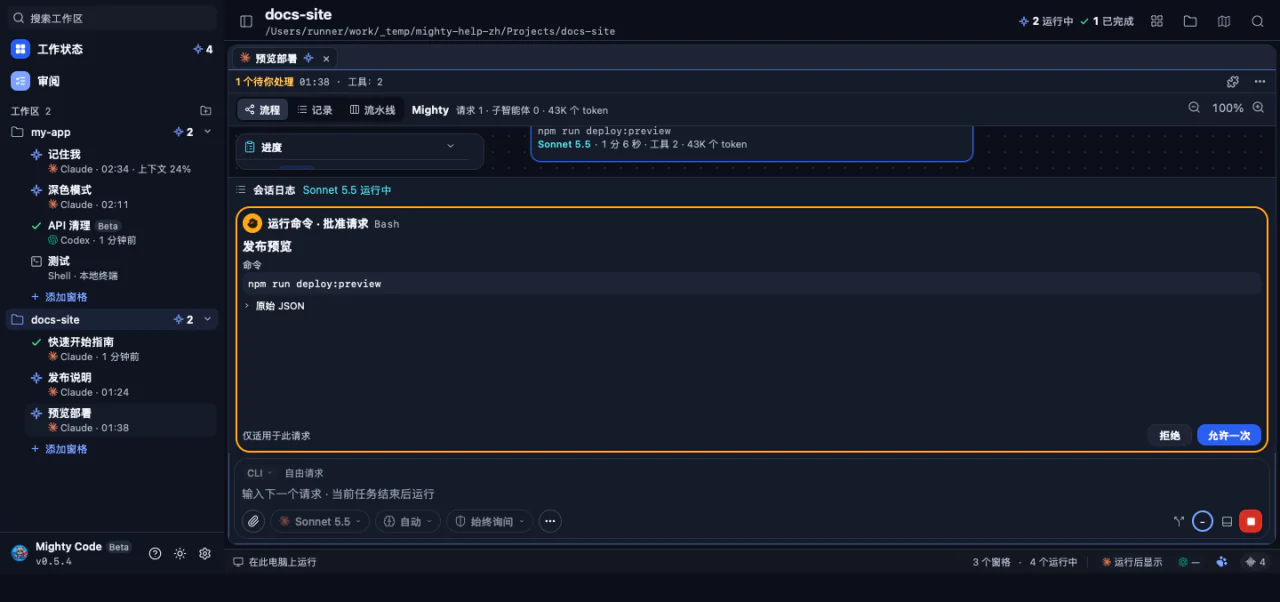 搜索工作区
工作状态 4
审阅
工作区 2
my-app 2
记住我
Claude · 02:34 · 上下文 24%
深色模式
Claude · 02:11
API 清理 Beta
Codex · 1 分钟前
测试
Shell · 本地终端
+ 添加窗格
docs-site 2
快速开始指南
Claude · 1 分钟前
发布说明
Claude · 01:24
预览部署
Claude · 01:38
+ 添加窗格
Mighty Code Beta
v0.5.4
docs-site
/Users/runner/work/_temp/mighty-help-zh/Projects/docs-site
2 运行中 1 已完成
预览部署
1 个待你处理 01:38 · 工具: 2
流程 记录 流水线 Mighty 请求 1 · 子智能体 0 · 43K 个 token
100%
进度
npm run deploy:preview
Sonnet 5.5 · 1 分 6 秒 · 工具 2 · 43K 个 token
会话日志 Sonnet 5.5 运行中
运行命令 · 批准请求 Bash
发布预览
命令
npm run deploy:preview
原始 JSON
仅适用于此请求
拒绝 允许一次
CLI 自由请求
输入下一个请求 · 当前任务结束后运行
Sonnet 5.5 自动 始终询问
在此电脑上运行
3 个窗格 · 4 个运行中 运行后显示 — 4